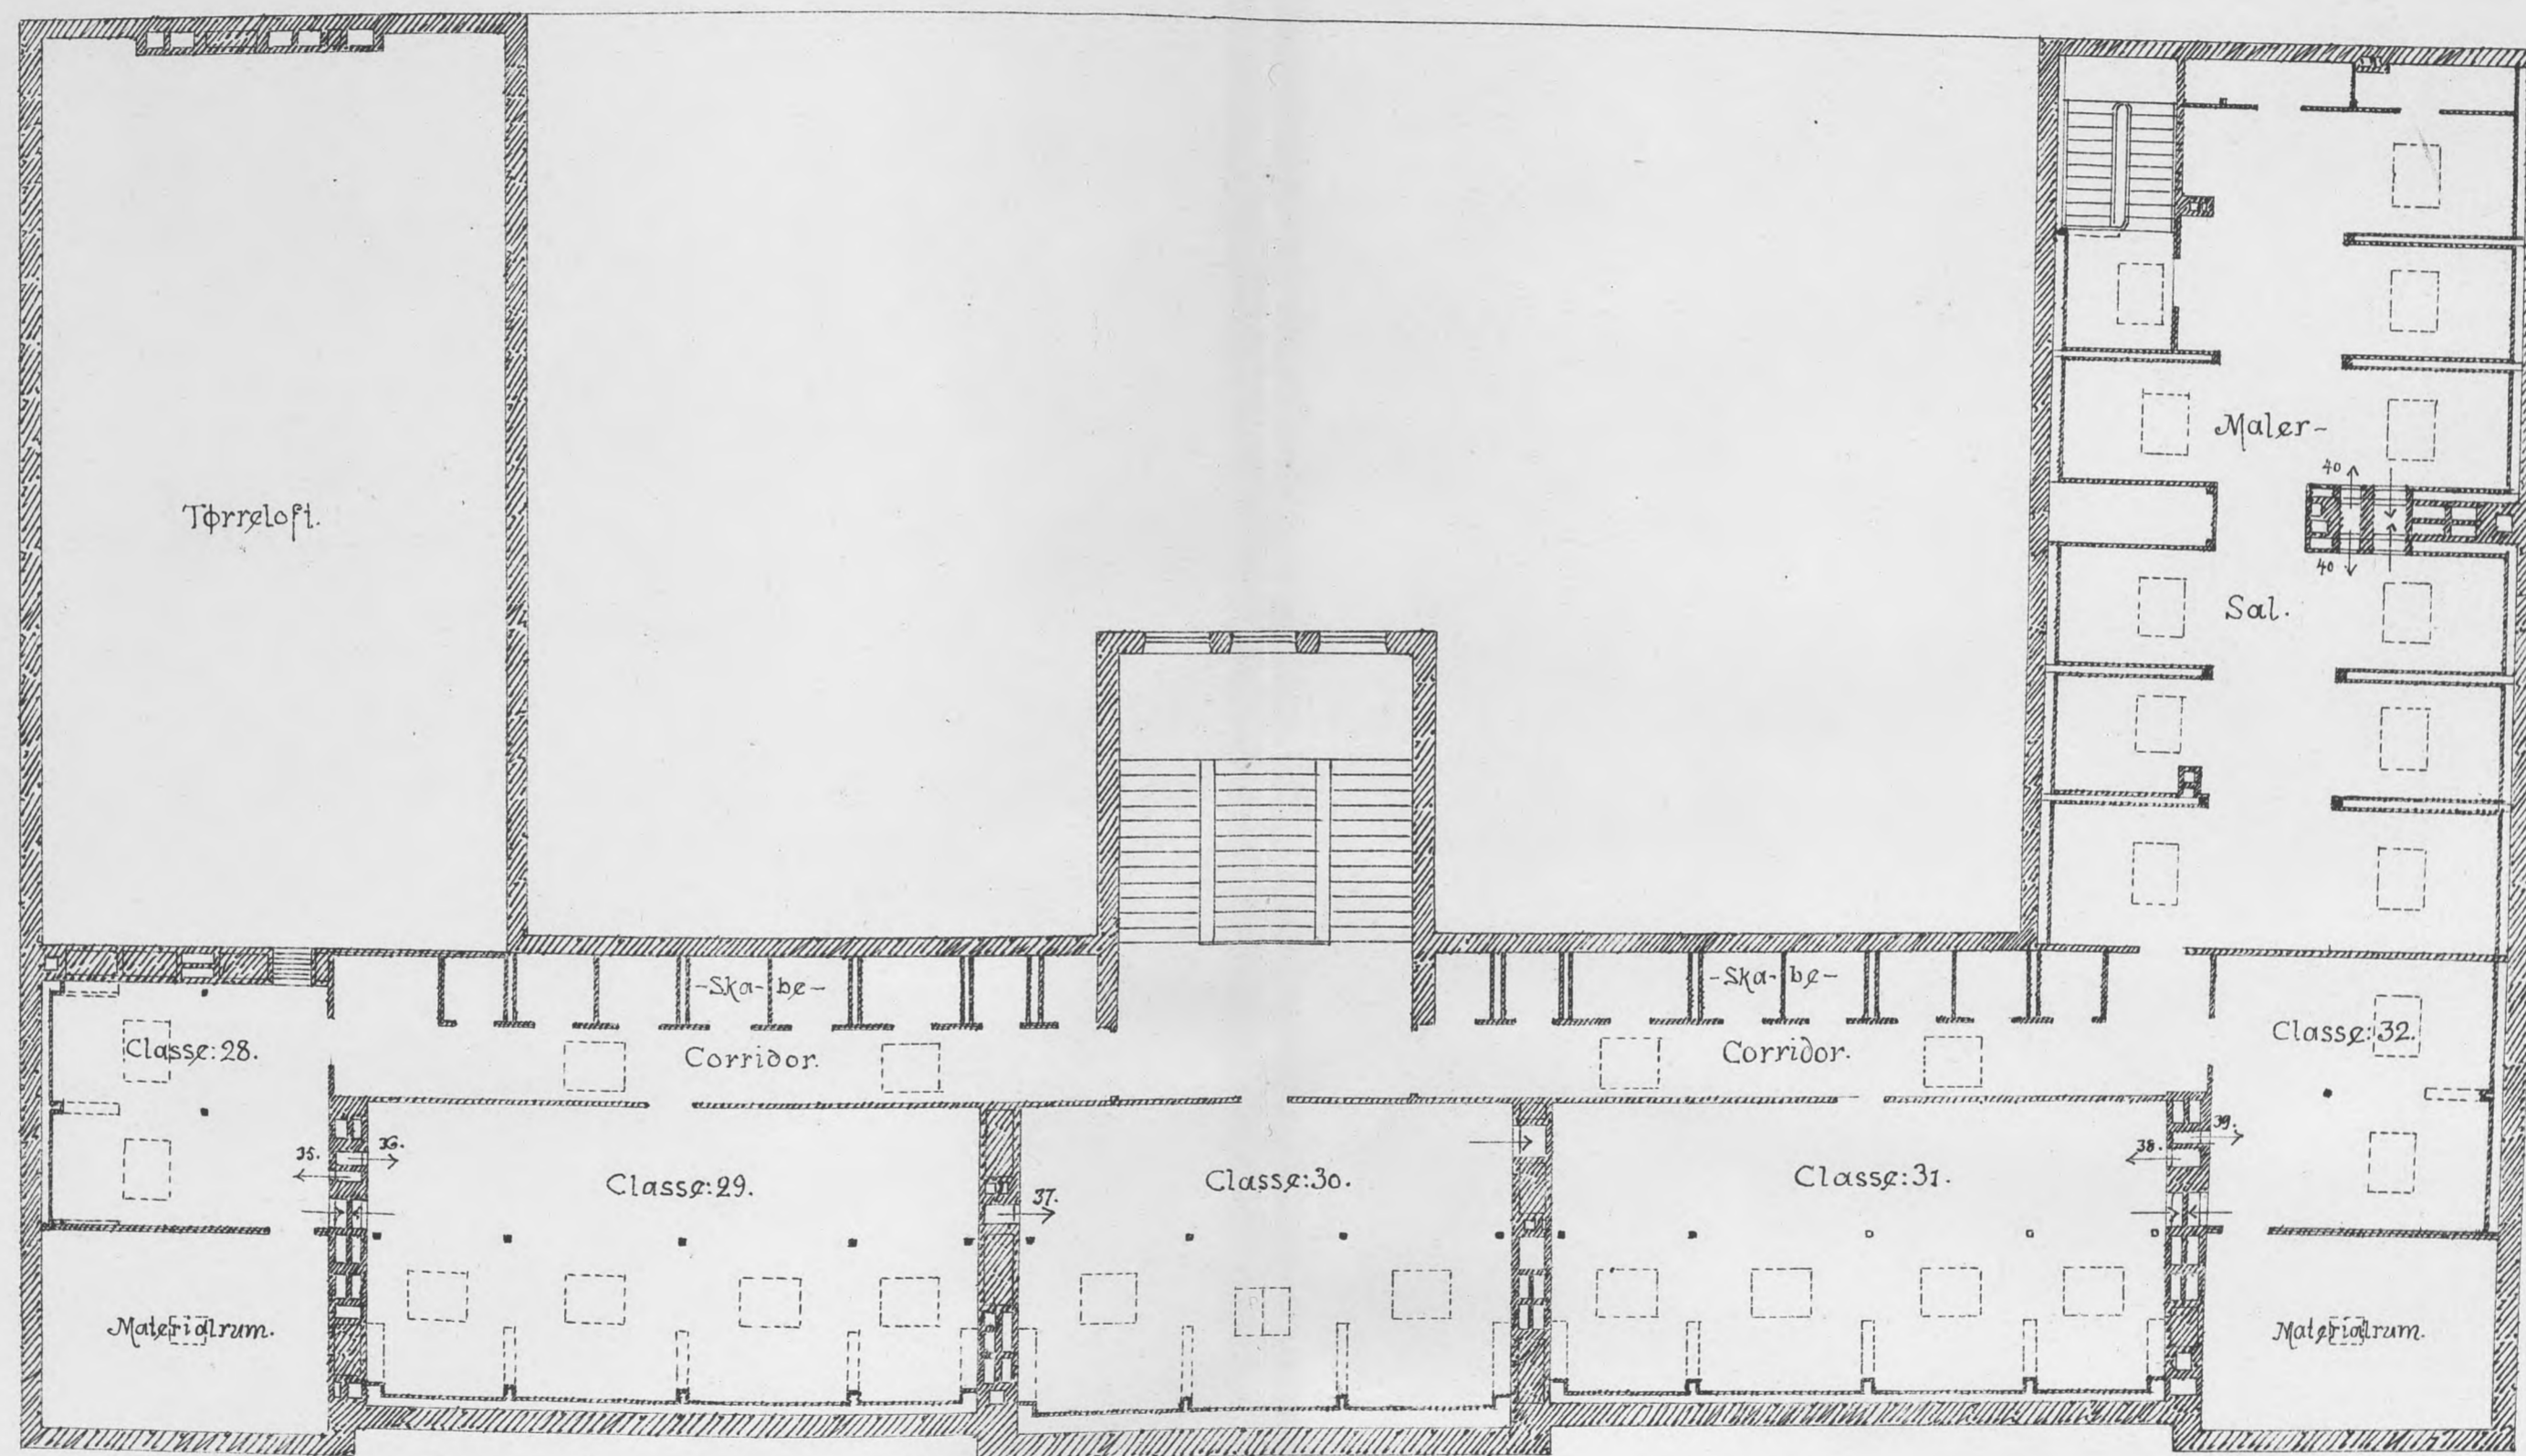 Tørreloft.
Maler-
40
40
Sal.
-Ska-be-
-Ska-be-
Classe:28.
Corridor.
Corridor.
Classe:32.
35.
36.
Classe:29.
37.
Classe:30.
Classe:31.
38.
39.
Materialrum.
Materialrum.